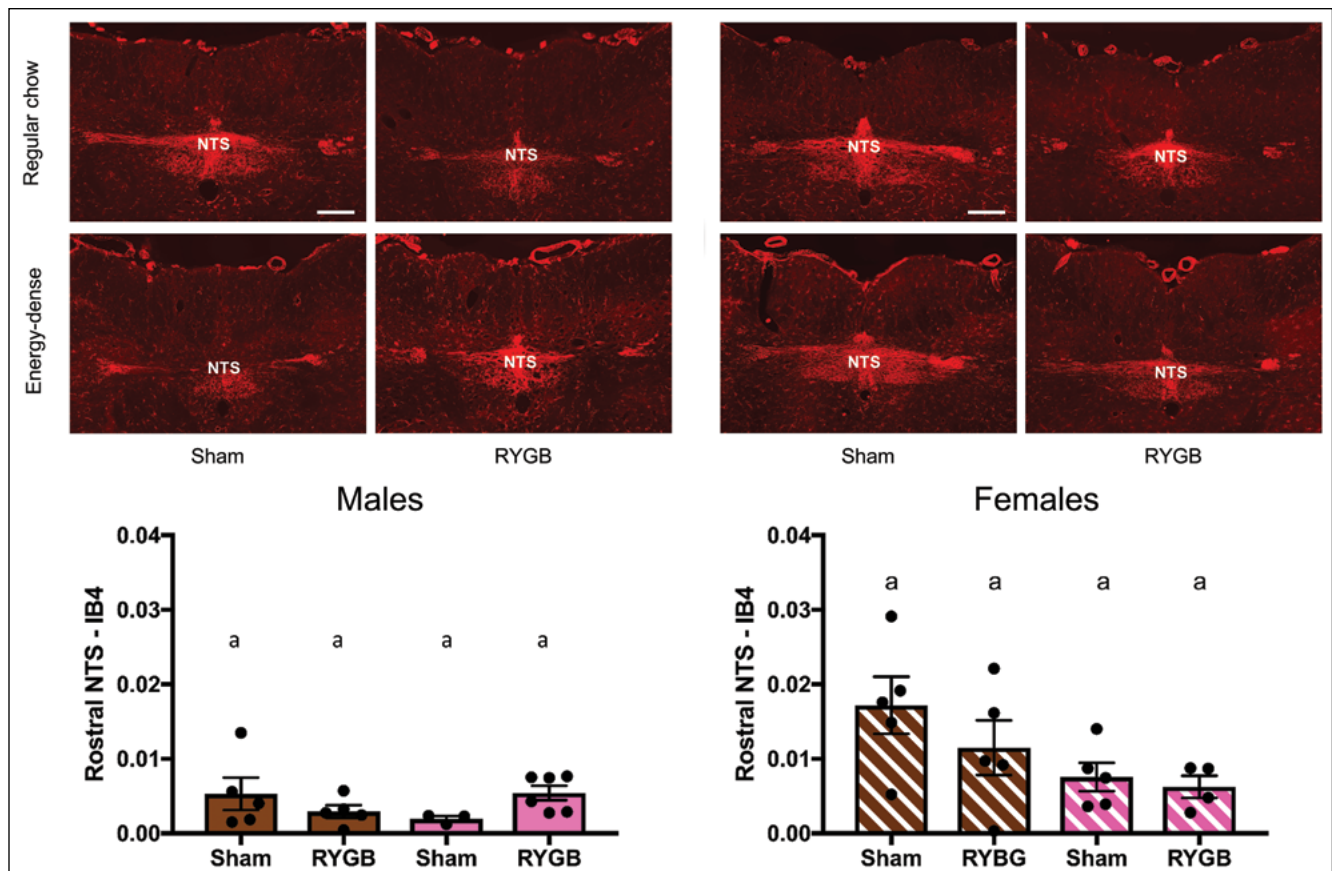 Regular chow
NTS
NTS
NTS
NTS
Energy-dense
NTS
NTS
NTS
NTS
Sham
RYGB
Sham
RYGB
Males
Rostral NTS - IB4
0.04
0.03
0.02
0.01
0.00
a
a
a
a
Sham
RYGB
Sham
RYGB
Females
Rostral NTS - IB4
0.04
0.03
0.02
0.01
0.00
a
a
a
a
Sham
RYBG
Sham
RYGB